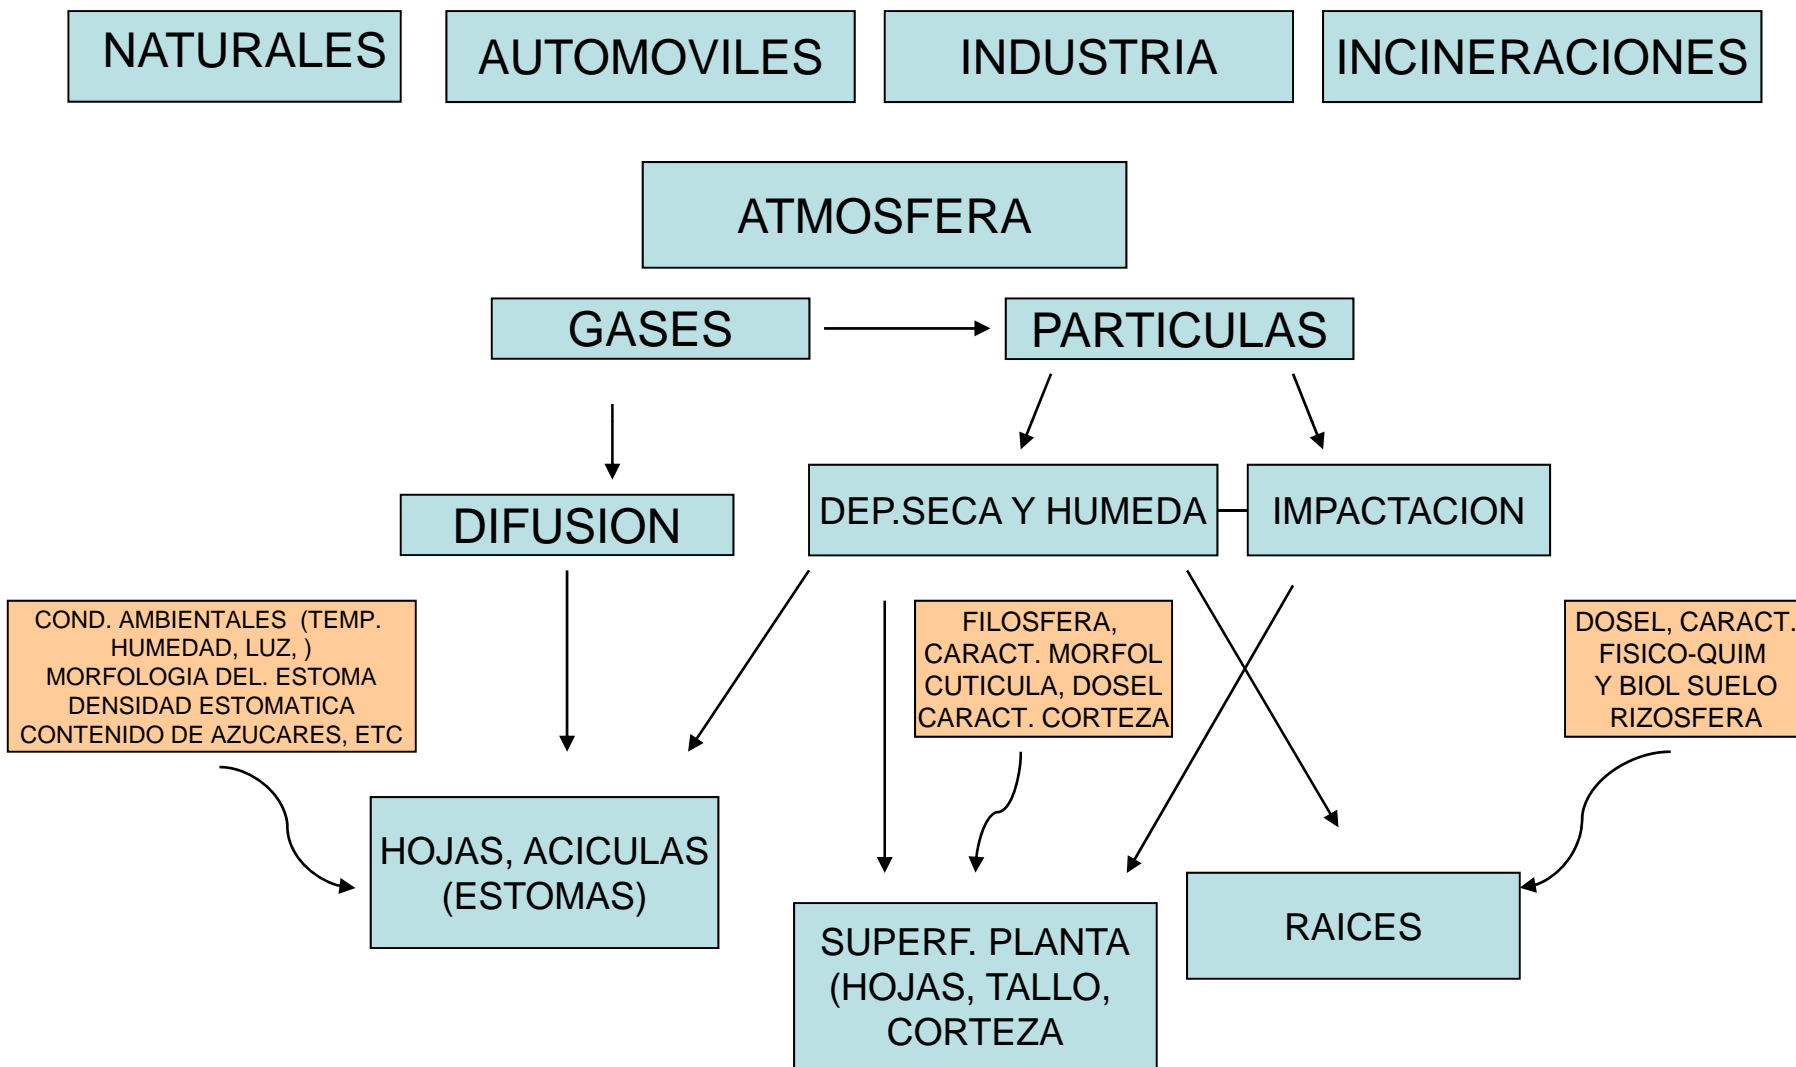 NATURALES
AUTOMOVILES
INDUSTRIA
INCINERACIONES
ATMOSFERA
GASES
PARTICULAS
DIFUSION
DEP.SECA Y HUMEDA
IMPACTACION
COND. AMBIENTALES (TEMP.
HUMEDAD, LUZ, )
MORFOLOGIA DEL. ESTOMA
DENSIDAD ESTOMATICA
CONTENIDO DE AZUCARES, ETC
FILOSFERA,
CARACT. MORFOL
CUTICULA, DOSEL
CARACT. CORTEZA
DOSEL, CARACT.
FISICO-QUIM
Y BIOL SUELO
RIZOSFERA
HOJAS, ACICULAS
(ESTOMAS)
SUPERF. PLANTA
(HOJAS, TALLO,
CORTEZA
RAICES